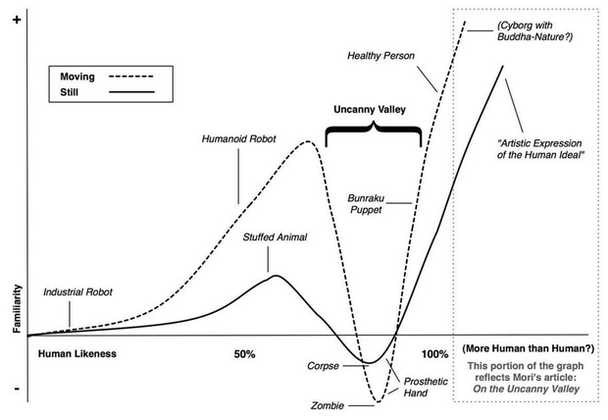 +
(Cyborg with
Buddha-Nature?)
Healthy Person
Moving
Still
Uncanny Valley
Humanoid Robot
"Artistic Expression
of the Human Ideal"
Bunraku
Puppet
Stuffed Animal
Industrial Robot
Familiarity
Human Likeness
50%
100%
(More Human than Human?)
This portion of the graph
reflects Mori's article:
On the Uncanny Valley
Corpse
Prosthetic
Hand
-
Zombie